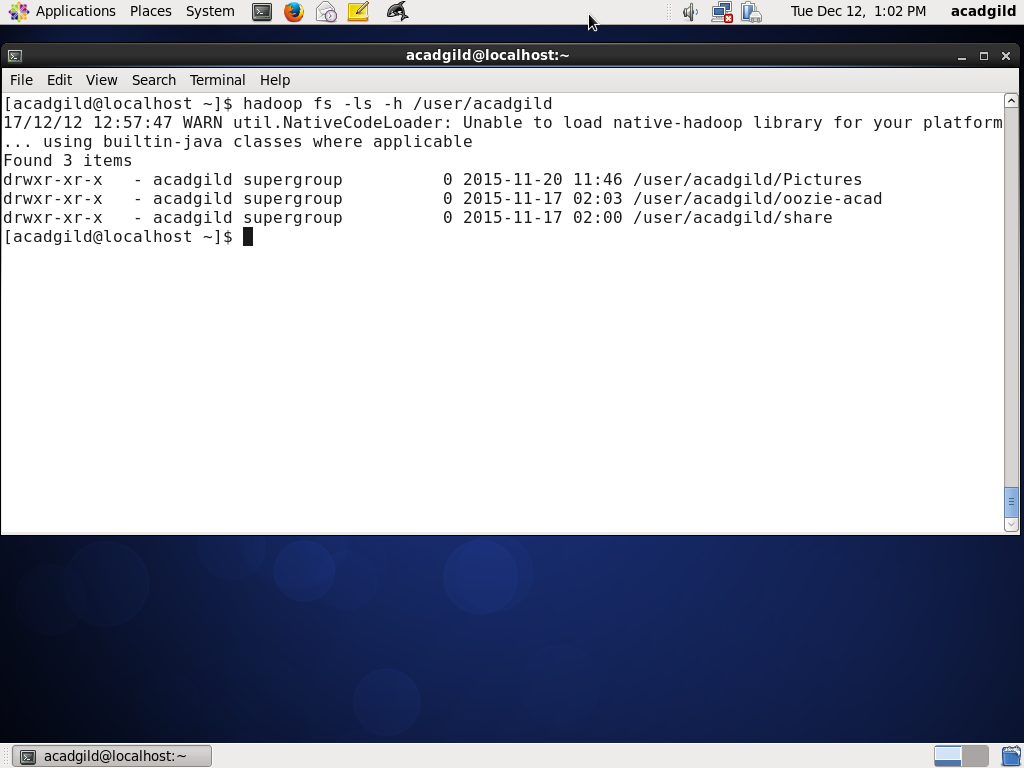 Applications Places System Tue Dec 12, 1:02 PM acadgild
acadgild@localhost:~
File Edit View Search Terminal Help
[acadgild@localhost ~]$ hadoop fs -ls -h /user/acadgild
17/12/12 12:57:47 WARN util.NativeCodeLoader: Unable to load native-hadoop library for your platform
... using builtin-java classes where applicable
Found 3 items
drwxr-xr-x   - acadgild supergroup          0 2015-11-20 11:46 /user/acadgild/Pictures
drwxr-xr-x   - acadgild supergroup          0 2015-11-17 02:03 /user/acadgild/oozie-acad
drwxr-xr-x   - acadgild supergroup          0 2015-11-17 02:00 /user/acadgild/share
[acadgild@localhost ~]$
acadgild@localhost:~